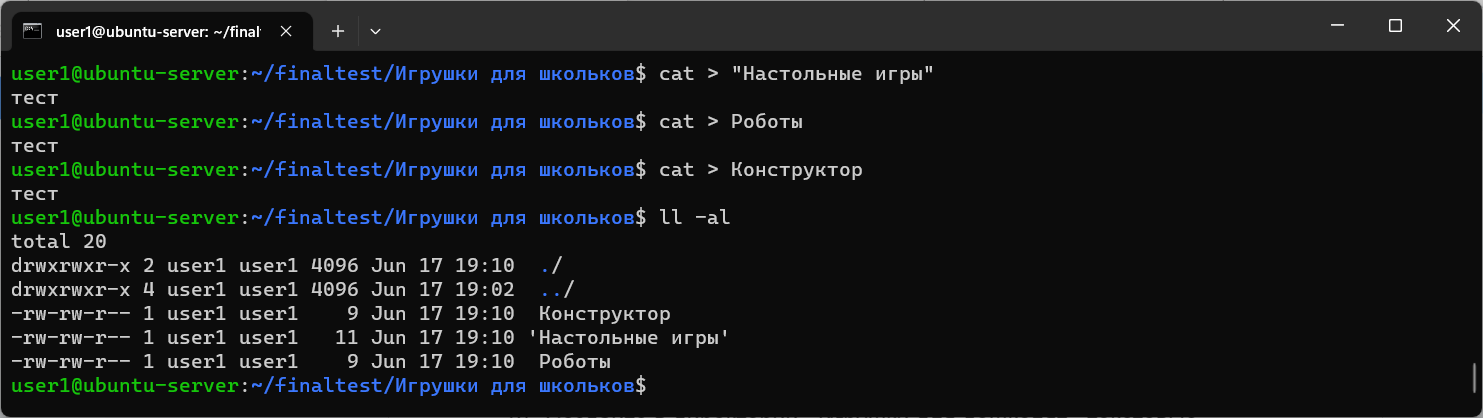 user1@ubuntu-server: ~/final
user1@ubuntu-server:~/finaltest/Игрушки для школьков$ cat > "Настольные игры"
тест
user1@ubuntu-server:~/finaltest/Игрушки для школьков$ cat > Роботы
тест
user1@ubuntu-server:~/finaltest/Игрушки для школьков$ cat > Конструктор
тест
user1@ubuntu-server:~/finaltest/Игрушки для школьков$ ll -al
total 20
drwxrwxr-x 2 user1 user1 4096 Jun 17 19:10  ./
drwxrwxr-x 4 user1 user1 4096 Jun 17 19:02  ../
-rw-rw-r-- 1 user1 user1    9 Jun 17 19:10  Конструктор
-rw-rw-r-- 1 user1 user1   11 Jun 17 19:10 'Настольные игры'
-rw-rw-r-- 1 user1 user1    9 Jun 17 19:10  Роботы
user1@ubuntu-server:~/finaltest/Игрушки для школьков$